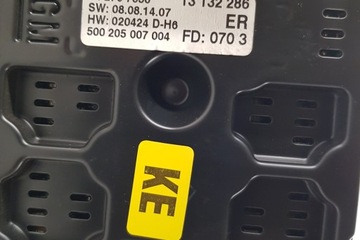 13 132 286
SW: 08.08.14.07
ER
HW: 020424 D-H6
500 205 007 004
FD: 070 3
KE